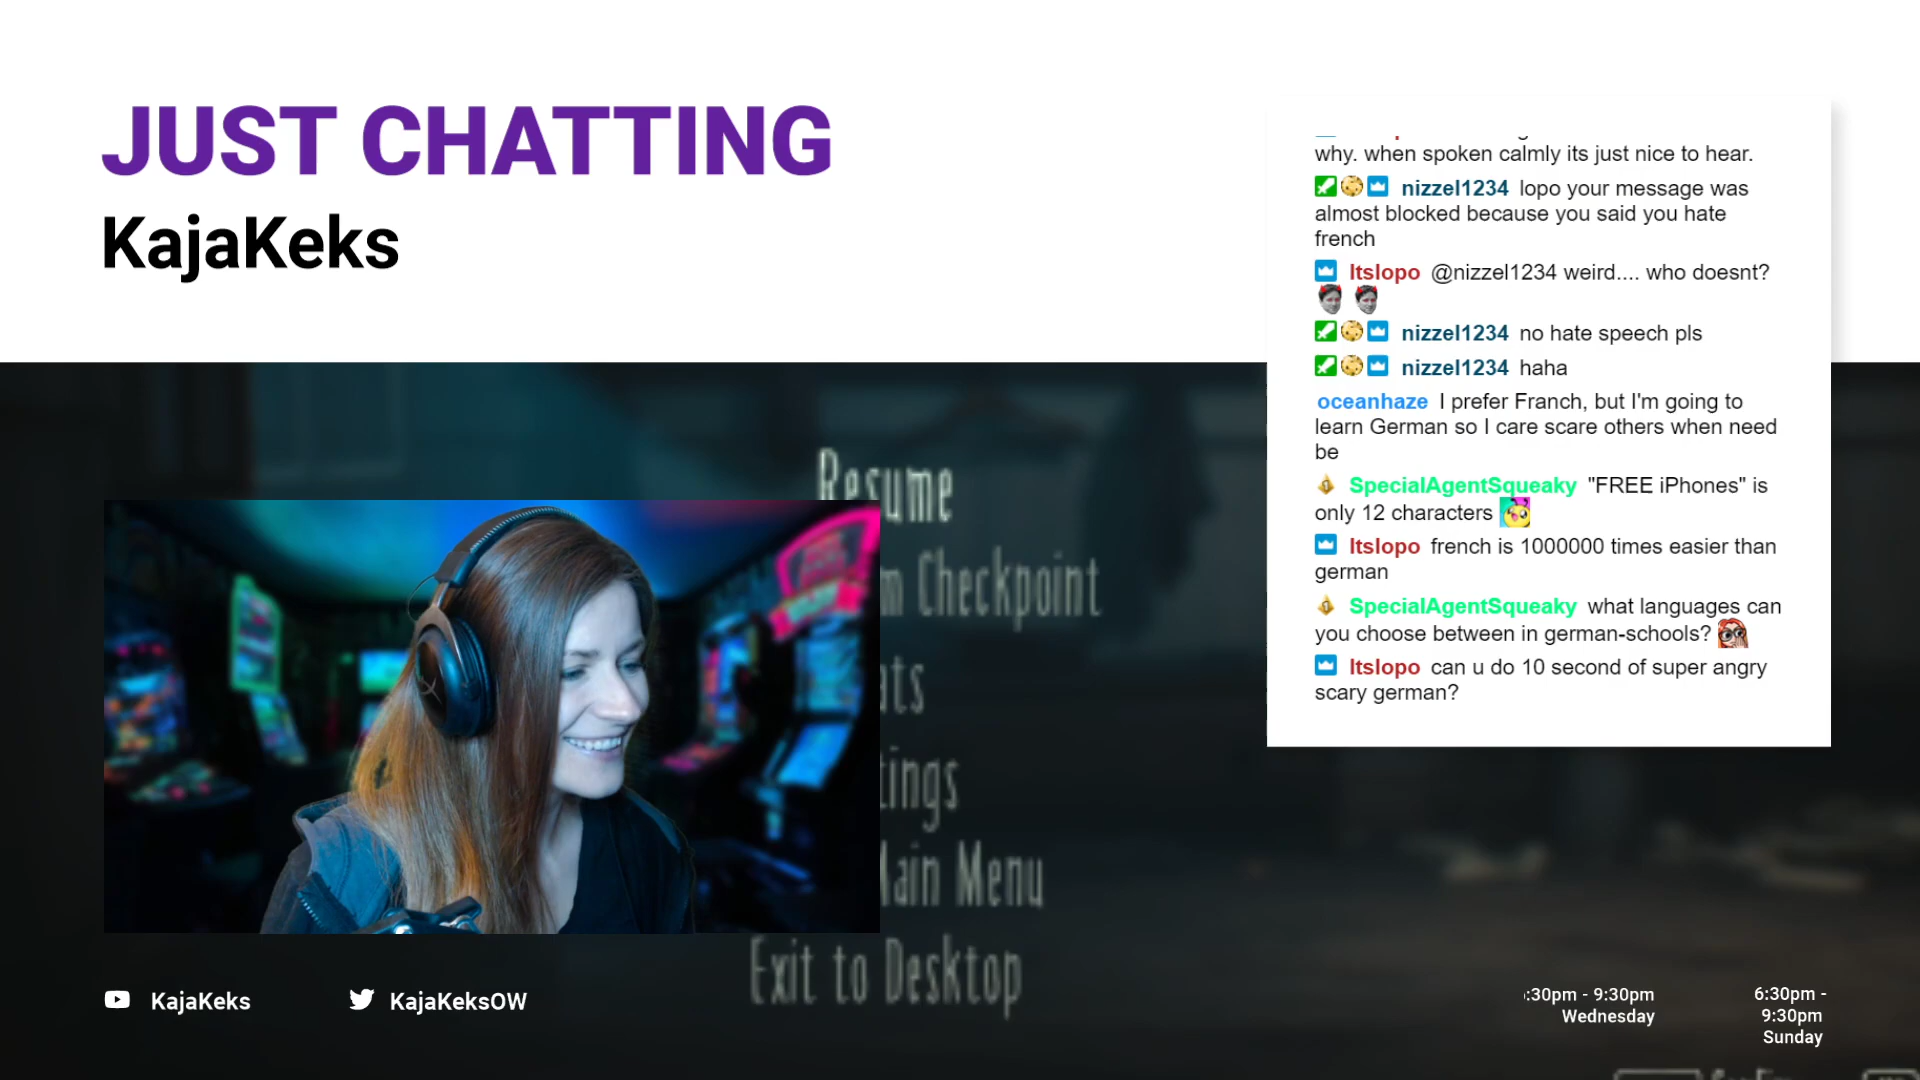 JUST CHATTING
KajaKeks
why. when spoken calmly its just nice to hear.
nizzel1234 lopo your message was
almost blocked because you said you hate
french
Itslopo @nizzel1234 weird.... who doesnt?
nizzel1234 no hate speech pls
nizzel1234 haha
oceanhaze I prefer Franch, but I'm going to
learn German so I care scare others when need
be
SpecialAgentSqueaky "FREE iPhones" is
only 12 characters
Itslopo french is 1000000 times easier than
german
SpecialAgentSqueaky what languages can
you choose between in german-schools?
Itslopo can u do 10 second of super angry
scary german?
Resume
m Checkpoint
ats
tings
Main Menu
Exit to Desktop
KajaKeks
KajaKeksOW
:30pm - 9:30pm
Wednesday
6:30pm -
9:30pm
Sunday